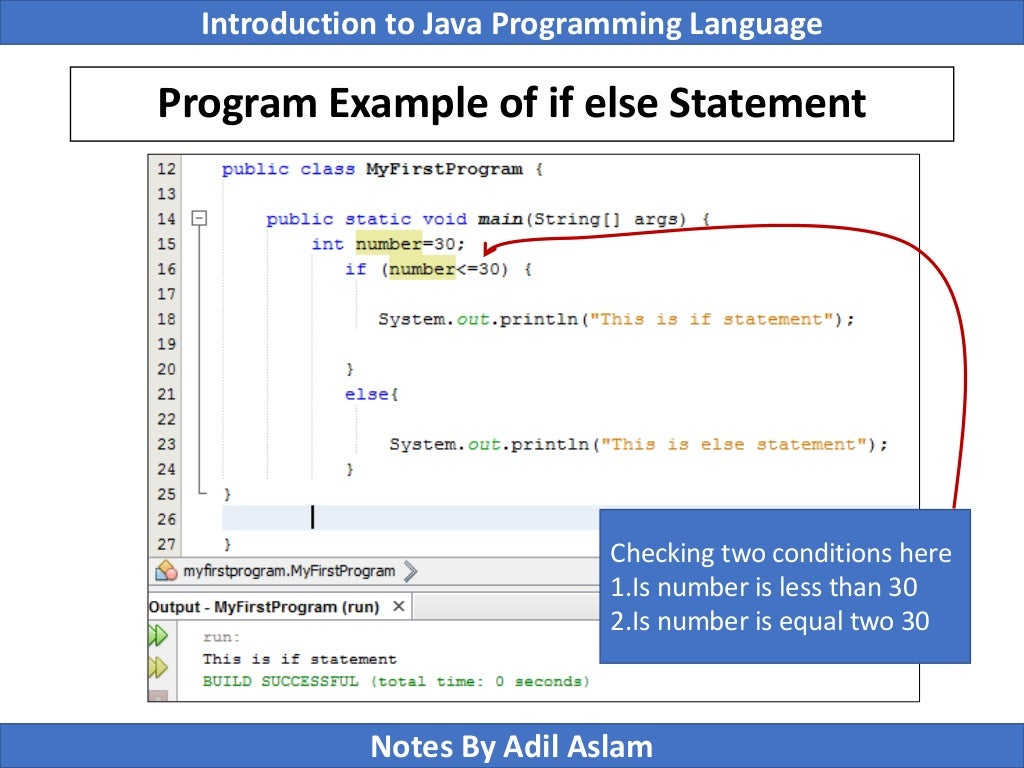 Introduction to Java Programming Language
Program Example of if else Statement
12 public class MyFirstProgram {
13
14 public static void main(String[] args) {
15 int number=30;
16 if (number<=30) {
17
18 System.out.println("This is if statement");
19
20 }
21 else{
22
23 System.out.println("This is else statement");
24 }
25 }
26
27 }
Checking two conditions here
1.Is number is less than 30
2.Is number is equal two 30
myfirstprogram.MyFirstProgram
Output - MyFirstProgram (run) ×
run:
This is if statement
BUILD SUCCESSFUL (total time: 0 seconds)
Notes By Adil Aslam